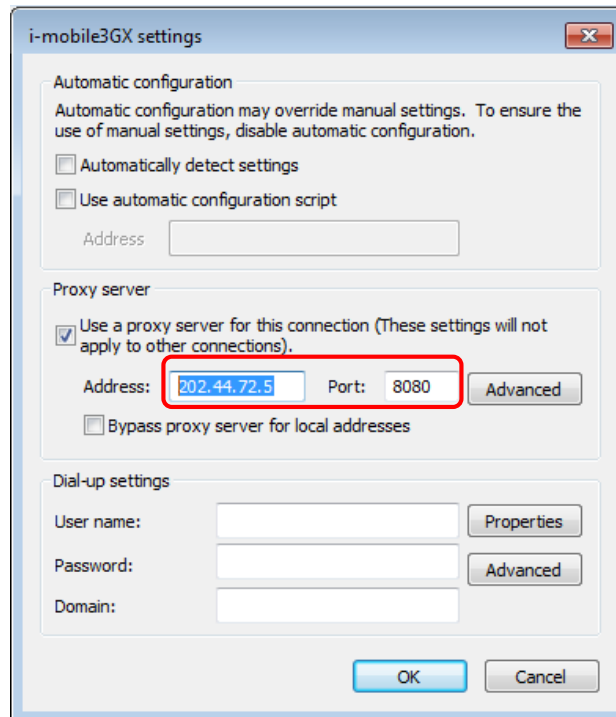 i-mobile3GX settings
Automatic configuration
Automatic configuration may override manual settings. To ensure the
use of manual settings, disable automatic configuration.
Automatically detect settings
Use automatic configuration script
Address
Proxy server
Use a proxy server for this connection (These settings will not
apply to other connections).
Address: 202.44.72.5 Port: 8080 Advanced
Bypass proxy server for local addresses
Dial-up settings
User name: Properties
Password: Advanced
Domain:
OK Cancel